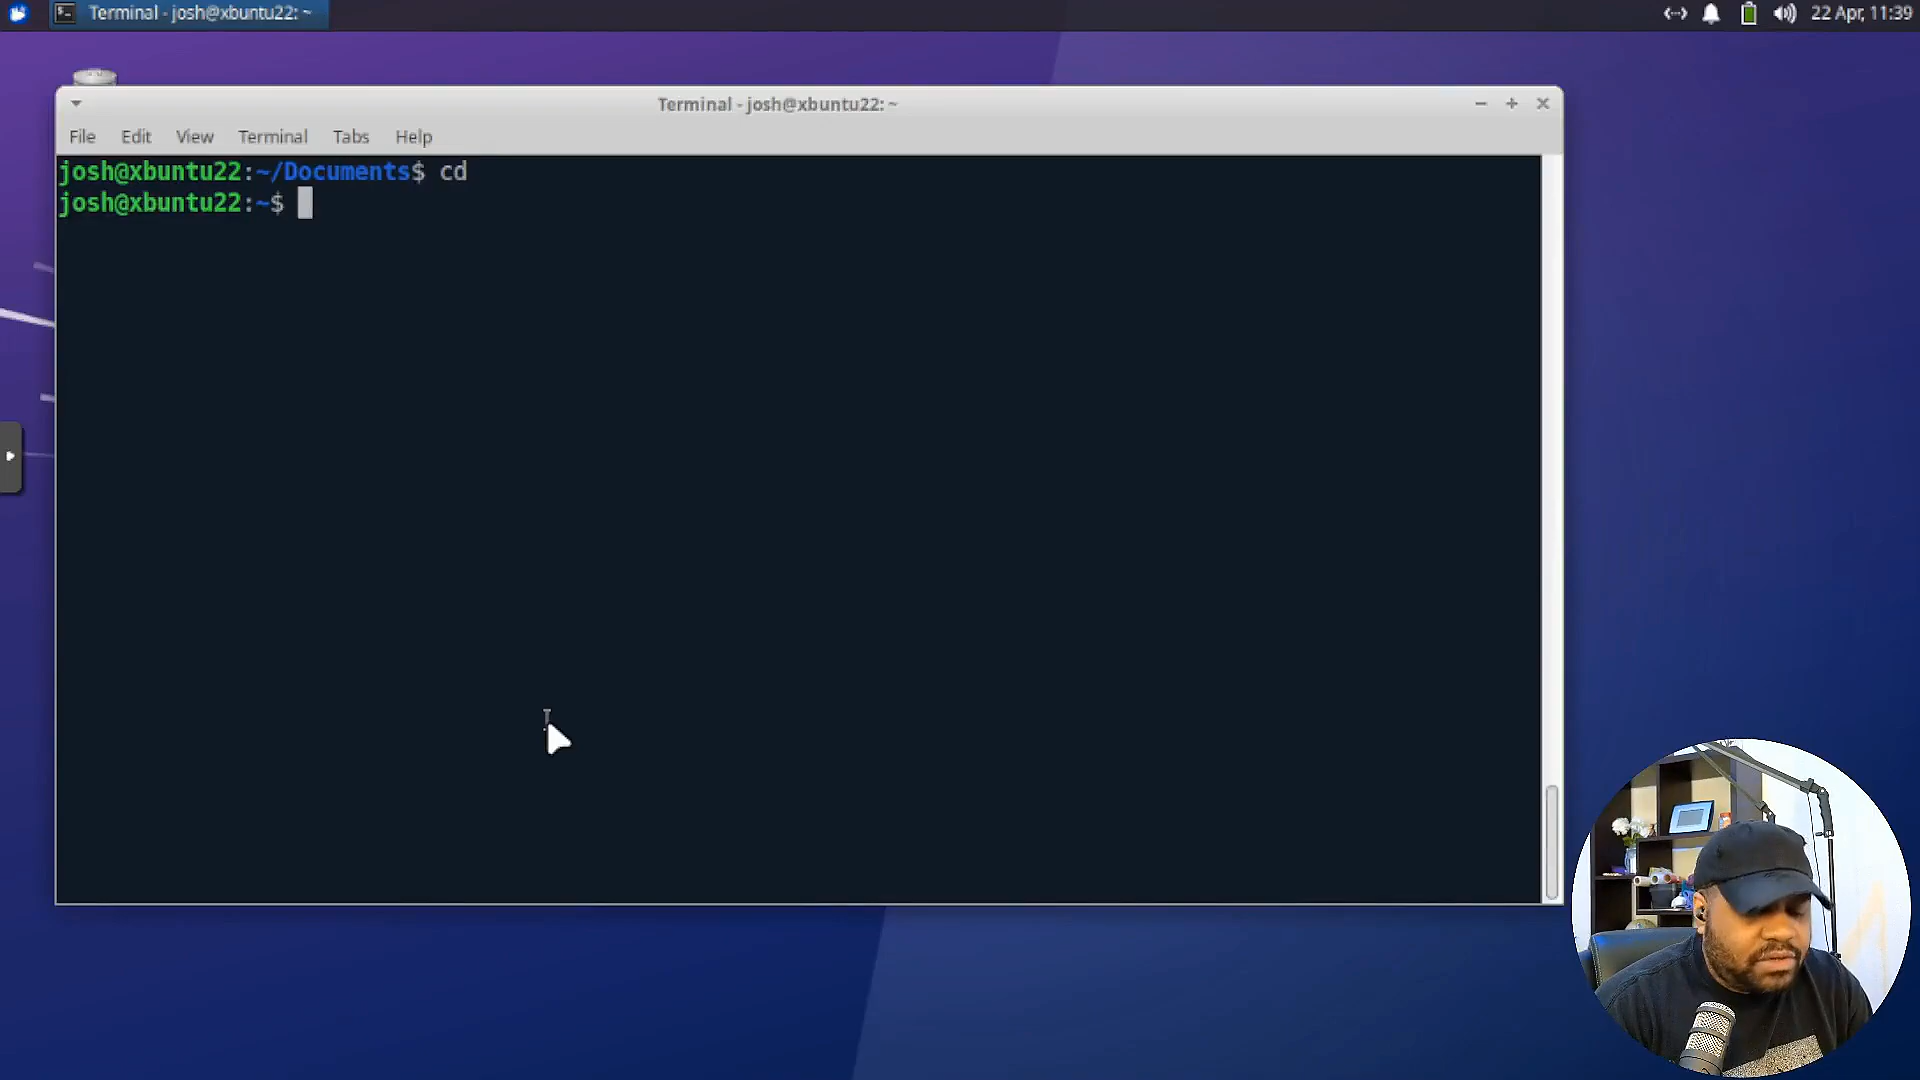 Terminal - josh@xbuntu22: ~
22 Apr, 11:39
Terminal - josh@xbuntu22: ~
File Edit View Terminal Tabs Help
josh@xbuntu22:~/Documents$ cd
josh@xbuntu22:~$